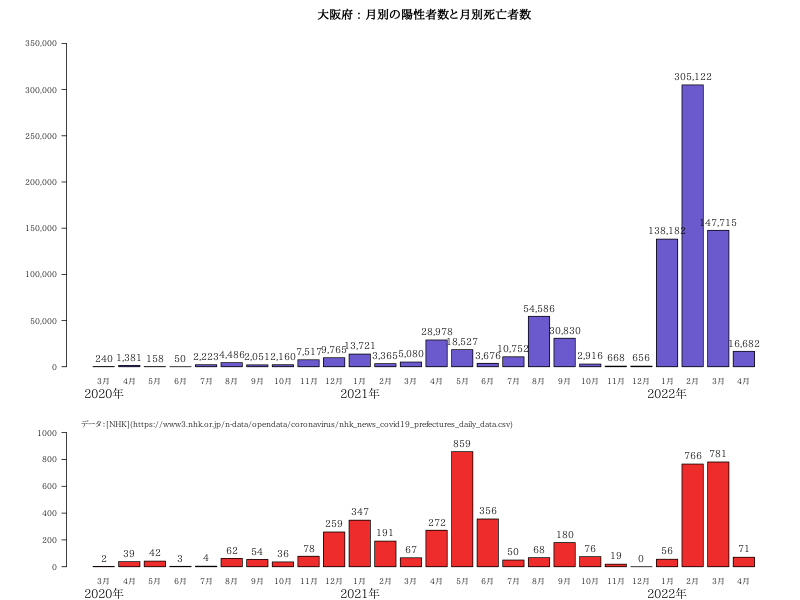 大阪府：月別の陽性者数と月別死亡者数
350,000
300,000
250,000
200,000
150,000
100,000
50,000
0
240 1,381 158 50 2,223 4,486 2,051 2,160 7,517 9,765 13,721 3,365 5,080 28,978 18,527 3,676 10,752 54,586 30,830 2,916 668 656 138,182 305,122 147,715 16,682
3月 4月 5月 6月 7月 8月 9月 10月 11月 12月 1月 2月 3月 4月 5月 6月 7月 8月 9月 10月 11月 12月 1月 2月 3月 4月
2020年 2021年 2022年
データ：[NHK](https://www3.nhk.or.jp/n-data/opendata/coronavirus/nhk_news_covid19_prefectures_daily_data.csv)
1000
800
600
400
200
0
2 39 42 3 4 62 54 36 78 259 347 191 67 272 859 356 50 68 180 76 19 0 56 766 781 71
3月 4月 5月 6月 7月 8月 9月 10月 11月 12月 1月 2月 3月 4月 5月 6月 7月 8月 9月 10月 11月 12月 1月 2月 3月 4月
2020年 2021年 2022年